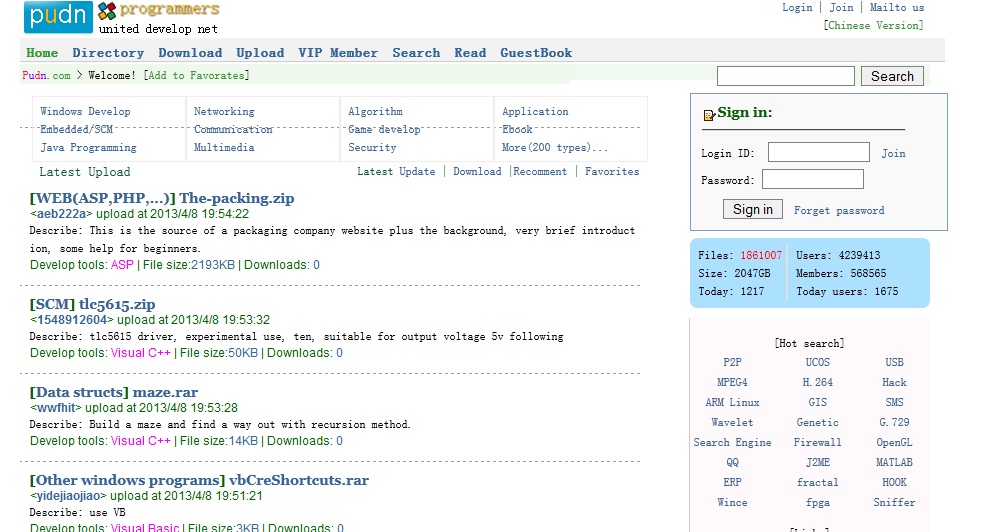 pudn programmers
united develop net
Login | Join | Mailto us
[Chinese Version]
Home Directory Download Upload VIP Member Search Read GuestBook
Pudn.com > Welcome! [Add to Favorates]
Search
Windows Develop Networking Algorithm Application
Embedded/SCM Communication Game develop Ebook
Java Programming Multimedia Security More(200 types)...
Latest Upload
Latest Update | Download |Recomment | Favorites
[WEB(ASP,PHP,...)] The-packing.zip
<aeb222a> upload at 2013/4/8 19:54:22
Describe: This is the source of a packaging company website plus the background, very brief introduct
ion, some help for beginners.
Develop tools: ASP | File size:2193KB | Downloads: 0
[SCM] tlc5615.zip
<1548912604> upload at 2013/4/8 19:53:32
Describe: tlc5615 driver, experimental use, ten, suitable for output voltage 5v following
Develop tools: Visual C++ | File size:50KB | Downloads: 0
[Data structs] maze.rar
<wwfhit> upload at 2013/4/8 19:53:28
Describe: Build a maze and find a way out with recursion method.
Develop tools: Visual C++ | File size:14KB | Downloads: 0
[Other windows programs] vbCreShortcuts.rar
<yidejiaojiao> upload at 2013/4/8 19:51:21
Describe: use VB
Develop tools: Visual Basic | File size:3KB | Downloads: 0
Sign in:
Login ID: Join
Password:
Sign in Forget password
Files: 1861007 Users: 4239413
Size: 2047GB Members: 568565
Today: 1217 Today users: 1675
[Hot search]
P2P UCOS USB
MPEG4 H.264 Hack
ARM Linux GIS SMS
Wavelet Genetic G.729
Search Engine Firewall OpenGL
QQ J2ME MATLAB
ERP fractal HOOK
Wince fpga Sniffer